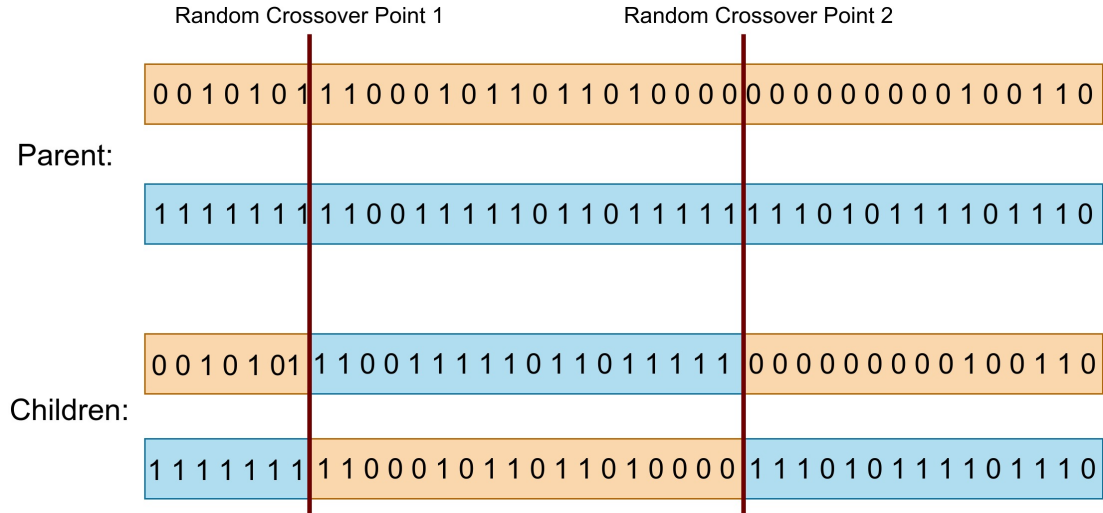 Random Crossover Point 1 Random Crossover Point 2
0 0 1 0 1 0 1 1 1 0 0 0 1 0 1 1 0 1 1 0 1 0 0 0 0 0 0 0 0 0 0 0 0 0 1 0 0 1 1 0
Parent:
1 1 1 1 1 1 1 1 1 0 0 1 1 1 1 1 0 1 1 0 1 1 1 1 1 1 1 1 0 1 0 1 1 1 1 0 1 1 1 0
0 0 1 0 1 0 1 1 1 0 0 1 1 1 1 1 0 1 1 0 1 1 1 1 1 0 0 0 0 0 0 0 0 0 1 0 0 1 1 0
Children:
1 1 1 1 1 1 1 1 1 0 0 0 1 0 1 1 0 1 1 0 1 0 0 0 0 1 1 1 0 1 0 1 1 1 1 0 1 1 1 0